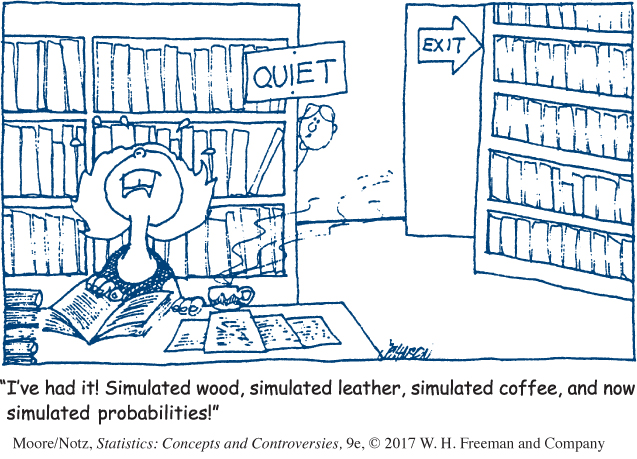 QUIET
EXIT
"I've had it! Simulated wood, simulated leather, simulated coffee, and now
simulated probabilities!"
Moore/Notz, Statistics: Concepts and Controversies, 9e, © 2017 W. H. Freeman and Company